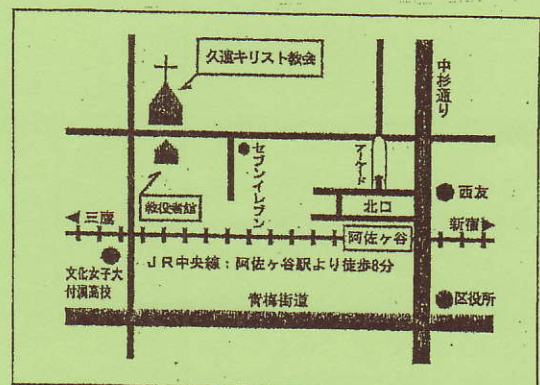 久遠キリスト教会
中杉通り
セブンイレブン
アーケード
西友
教役者館
北口
三鷹
新宿
阿佐ヶ谷
JR中央線:阿佐ヶ谷駅より徒歩8分
文化女子大
付属高校
青梅街道
区役所